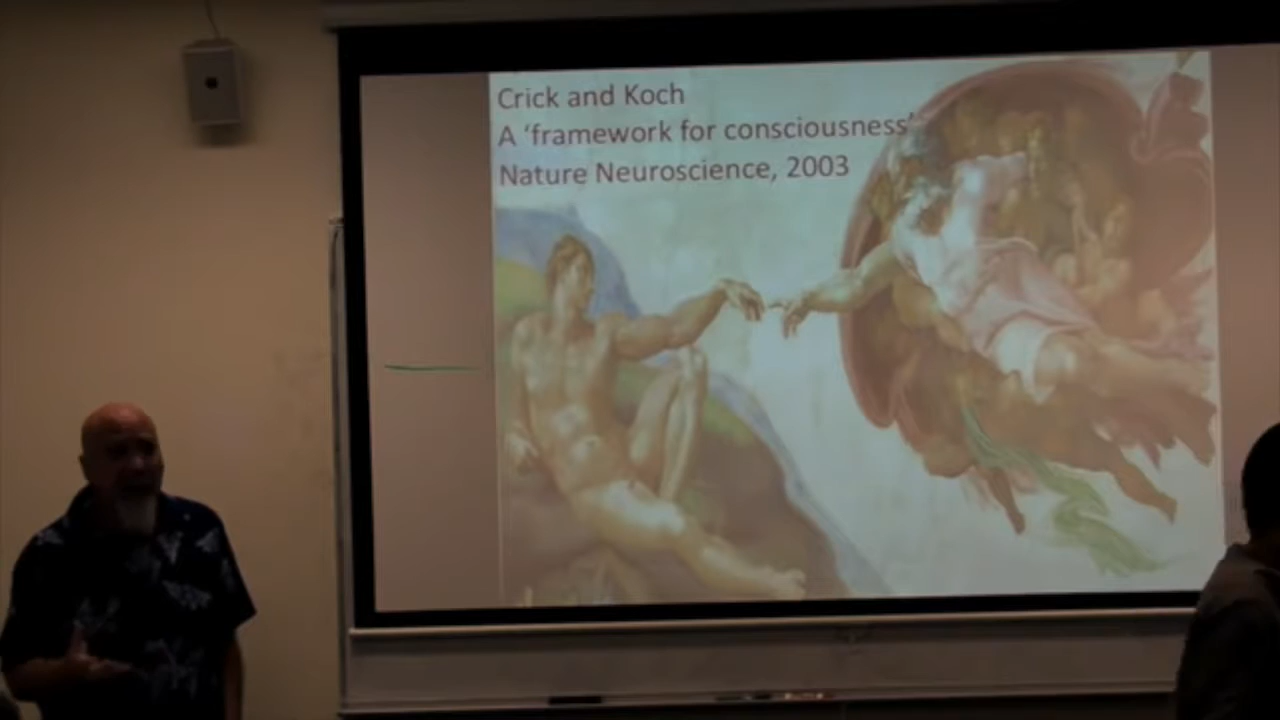 Crick and Koch
A ‘framework for consciousness’
Nature Neuroscience, 2003